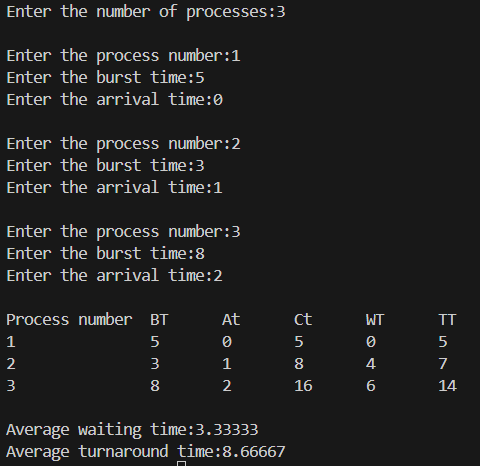 Enter the number of processes:3
Enter the process number:1
Enter the burst time:5
Enter the arrival time:0
Enter the process number:2
Enter the burst time:3
Enter the arrival time:1
Enter the process number:3
Enter the burst time:8
Enter the arrival time:2
Process number BT At Ct WT TT
1 5 0 5 0 5
2 3 1 8 4 7
3 8 2 16 6 14
Average waiting time:3.33333
Average turnaround time:8.66667